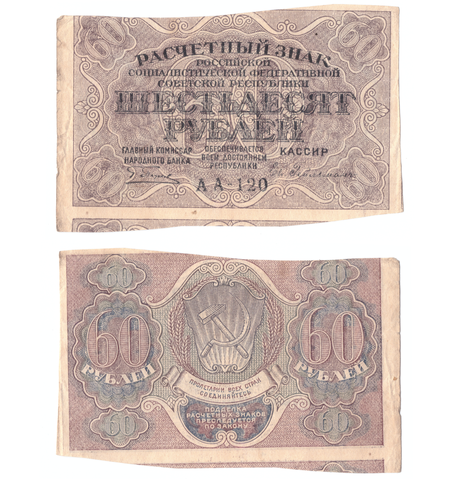 60 60
РАСЧЕТНЫЙ ЗНАК
РОССИЙСКОЙ
СОЦИАЛИСТИЧЕСКОЙ ФЕДЕРАТИВНОЙ
СОВЕТСКОЙ РЕСПУБЛИКИ
ШЕСТЬДЕСЯТ
РУБЛЕЙ
ГЛАВНЫЙ КОМИССАР
НАРОДНОГО БАНКА
ОБЕСПЕЧИВАЕТСЯ
ВСЕМ ДОСТОЯНИЕМ
РЕСПУБЛИКИ
КАССИР
60 60
АА-120
60 60
60 60
РУБЛЕЙ РУБЛЕЙ
ПРОЛЕТАРИИ ВСЕХ СТРАН
СОЕДИНЯЙТЕСЬ
ПОДДЕЛКА
РАСЧЕТНЫХ ЗНАКОВ
ПРЕСЛЕДУЕТСЯ
ПО ЗАКОНУ
60 60